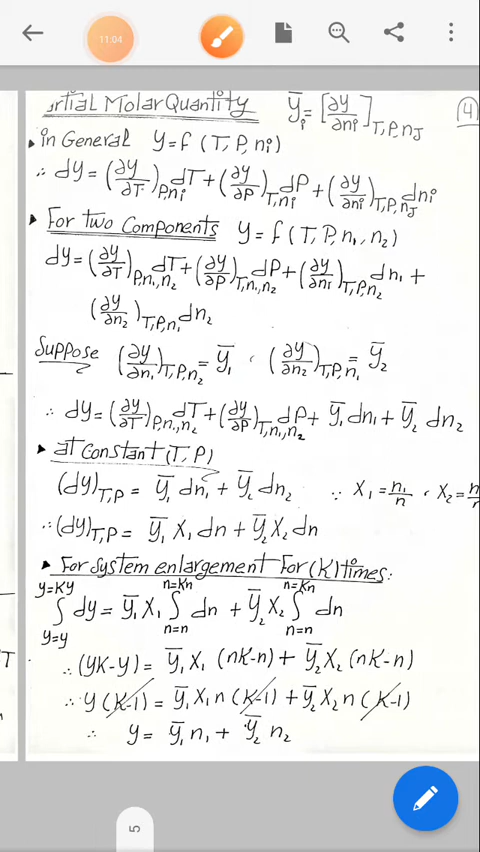 11:04
rtial Molar Quantity ȳᵢ = [∂y/∂ni]T,P,nJ (4)
in General y = f (T, P, ni)
∴ dy = (∂y/∂T)P,ni dT + (∂y/∂P)T,ni dP + (∂y/∂ni)T,P,nJ dni
For two Components y = f (T, P, n₁, n₂)
dy = (∂y/∂T)P,n₁,n₂ dT + (∂y/∂P)T,n₁,n₂ dP + (∂y/∂n₁)T,P,n₂ dn₁ +
(∂y/∂n₂)T,P,n₁ dn₂
Suppose (∂y/∂n₁)T,P,n₂ = ȳ₁ , (∂y/∂n₂)T,P,n₁ = ȳ₂
∴ dy = (∂y/∂T)P,n₁,n₂ dT + (∂y/∂P)T,n₁,n₂ dP + ȳ₁ dn₁ + ȳ₂ dn₂
at Constant (T, P)
(dy)T,P = ȳ₁ dn₁ + ȳ₂ dn₂ ∵ X₁ = n₁/n , X₂ = n/n
∴ (dy)T,P = ȳ₁ X₁ dn + ȳ₂ X₂ dn
For system enlargement For (K) times:
y=Ky n=Kn n=Kn
∫ dy = ȳ₁ X₁ ∫ dn + ȳ₂ X₂ ∫ dn
y=y n=n n=n
∴ (yK-y) = ȳ₁ X₁ (nK-n) + ȳ₂ X₂ (nK-n)
∴ y (K-1) = ȳ₁ X₁ n (K-1) + ȳ₂ X₂ n (K-1)
∴ y = ȳ₁ n₁ + ȳ₂ n₂
T
5